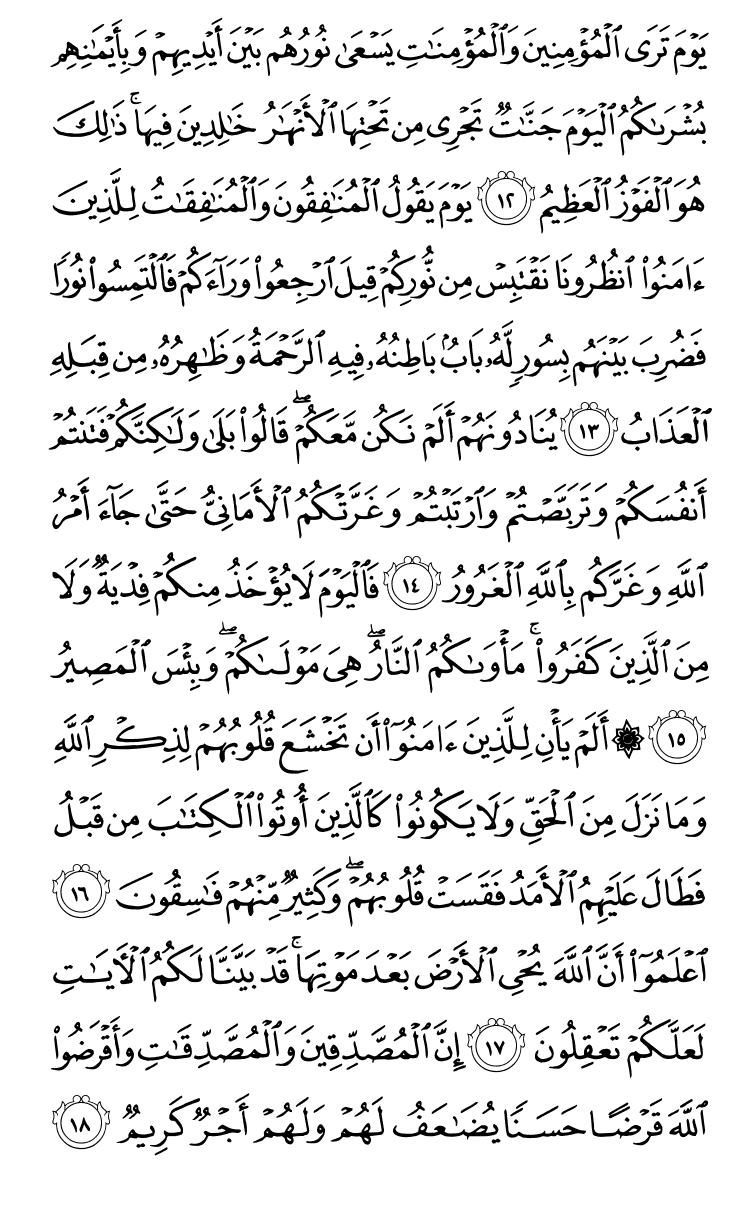 يَوۡمَ تَرَى ٱلۡمُؤۡمِنِينَ وَٱلۡمُؤۡمِنَٰتِ يَسۡعَىٰ نُورُهُم بَيۡنَ أَيۡدِيهِمۡ وَبِأَيۡمَٰنِهِم
بُشۡرَىٰكُمُ ٱلۡيَوۡمَ جَنَّٰتٞ تَجۡرِي مِن تَحۡتِهَا ٱلۡأَنۡهَٰرُ خَٰلِدِينَ فِيهَاۚ ذَٰلِكَ
هُوَ ٱلۡفَوۡزُ ٱلۡعَظِيمُ ١٢ يَوۡمَ يَقُولُ ٱلۡمُنَٰفِقُونَ وَٱلۡمُنَٰفِقَٰتُ لِلَّذِينَ
ءَامَنُواْ ٱنظُرُونَا نَقۡتَبِسۡ مِن نُّورِكُمۡ قِيلَ ٱرۡجِعُواْ وَرَآءَكُمۡ فَٱلۡتَمِسُواْ نُورٗا
فَضُرِبَ بَيۡنَهُم بِسُورٖ لَّهُۥ بَابُۢ بَاطِنُهُۥ فِيهِ ٱلرَّحۡمَةُ وَظَٰهِرُهُۥ مِن قِبَلِهِ
ٱلۡعَذَابُ ١٣ يُنَادُونَهُمۡ أَلَمۡ نَكُن مَّعَكُمۡۖ قَالُواْ بَلَىٰ وَلَٰكِنَّكُمۡ فَتَنتُمۡ
أَنفُسَكُمۡ وَتَرَبَّصۡتُمۡ وَٱرۡتَبۡتُمۡ وَغَرَّتۡكُمُ ٱلۡأَمَانِيُّ حَتَّىٰ جَآءَ أَمۡرُ
ٱللَّهِ وَغَرَّكُم بِٱللَّهِ ٱلۡغَرُورُ ١٤ فَٱلۡيَوۡمَ لَا يُؤۡخَذُ مِنكُمۡ فِدۡيَةٞ وَلَا
مِنَ ٱلَّذِينَ كَفَرُواْۚ مَأۡوَىٰكُمُ ٱلنَّارُۖ هِيَ مَوۡلَىٰكُمۡۖ وَبِئۡسَ ٱلۡمَصِيرُ
١٥ ۞ أَلَمۡ يَأۡنِ لِلَّذِينَ ءَامَنُوٓاْ أَن تَخۡشَعَ قُلُوبُهُمۡ لِذِكۡرِ ٱللَّهِ
وَمَا نَزَلَ مِنَ ٱلۡحَقِّ وَلَا يَكُونُواْ كَٱلَّذِينَ أُوتُواْ ٱلۡكِتَٰبَ مِن قَبۡلُ
فَطَالَ عَلَيۡهِمُ ٱلۡأَمَدُ فَقَسَتۡ قُلُوبُهُمۡۖ وَكَثِيرٞ مِّنۡهُمۡ فَٰسِقُونَ ١٦
ٱعۡلَمُوٓاْ أَنَّ ٱللَّهَ يُحۡيِ ٱلۡأَرۡضَ بَعۡدَ مَوۡتِهَاۚ قَدۡ بَيَّنَّا لَكُمُ ٱلۡأٓيَٰتِ
لَعَلَّكُمۡ تَعۡقِلُونَ ١٧ إِنَّ ٱلۡمُصَّدِّقِينَ وَٱلۡمُصَّدِّقَٰتِ وَأَقۡرَضُواْ
ٱللَّهَ قَرۡضًا حَسَنٗا يُضَٰعَفُ لَهُمۡ وَلَهُمۡ أَجۡرٞ كَرِيمٞ ١٨